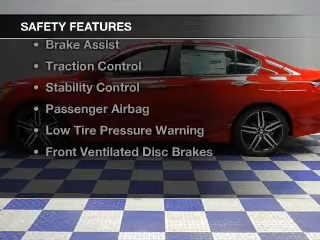 SAFETY FEATURES
• Brake Assist
• Traction Control
• Stability Control
• Passenger Airbag
• Low Tire Pressure Warning
• Front Ventilated Disc Brakes